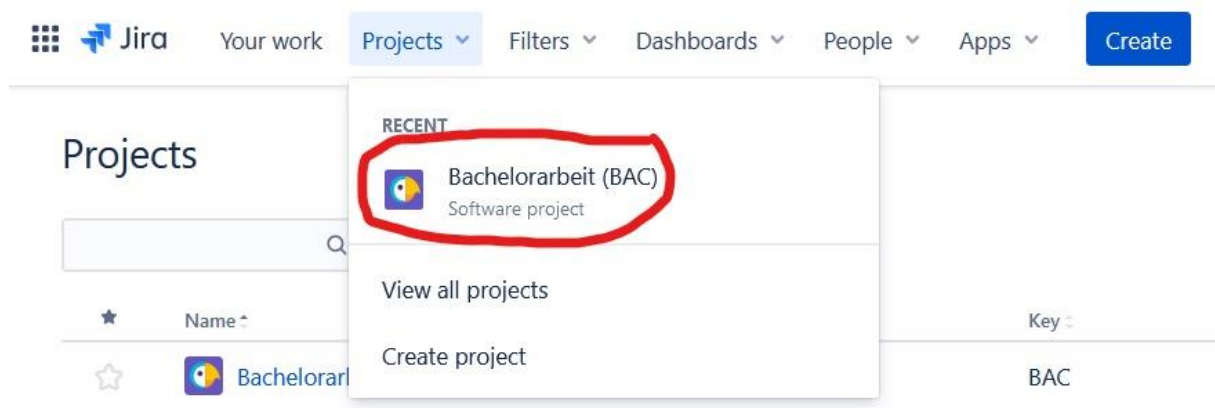 Jira Your work Projects Filters Dashboards People Apps Create
Projects
RECENT
Bachelorarbeit (BAC)
Software project
View all projects
Create project
Name Key
Bachelorar BAC